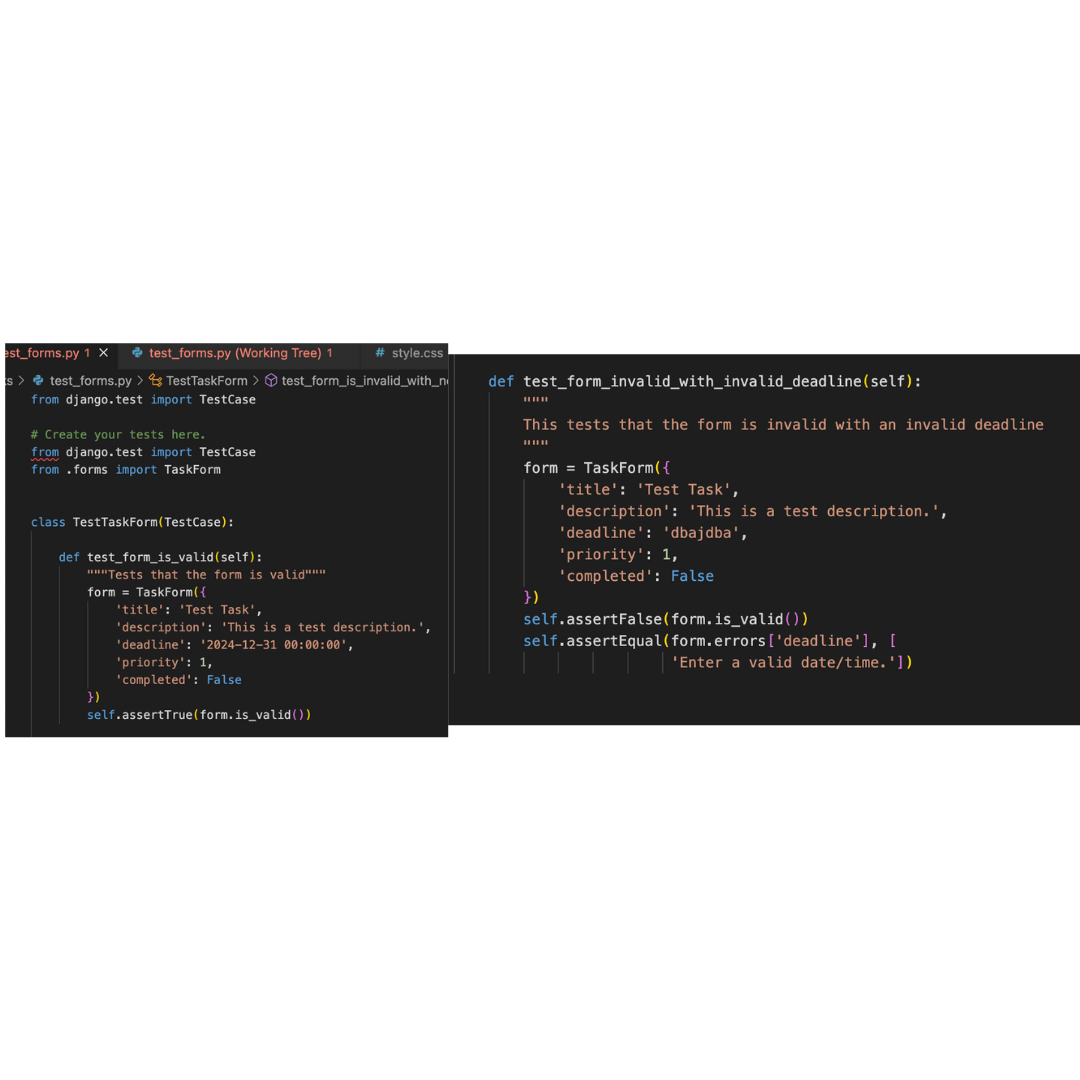 est_forms.py 1 × test_forms.py (Working Tree) 1 # style.css
ts > test_forms.py > TestTaskForm > test_form_is_invalid_with_n
from django.test import TestCase
# Create your tests here.
from django.test import TestCase
from .forms import TaskForm
class TestTaskForm(TestCase):
def test_form_is_valid(self):
"""Tests that the form is valid"""
form = TaskForm({
'title': 'Test Task',
'description': 'This is a test description.',
'deadline': '2024-12-31 00:00:00',
'priority': 1,
'completed': False
})
self.assertTrue(form.is_valid())
def test_form_invalid_with_invalid_deadline(self):
"""
This tests that the form is invalid with an invalid deadline
"""
form = TaskForm({
'title': 'Test Task',
'description': 'This is a test description.',
'deadline': 'dbajdba',
'priority': 1,
'completed': False
})
self.assertFalse(form.is_valid())
self.assertEqual(form.errors['deadline'], [
'Enter a valid date/time.'])